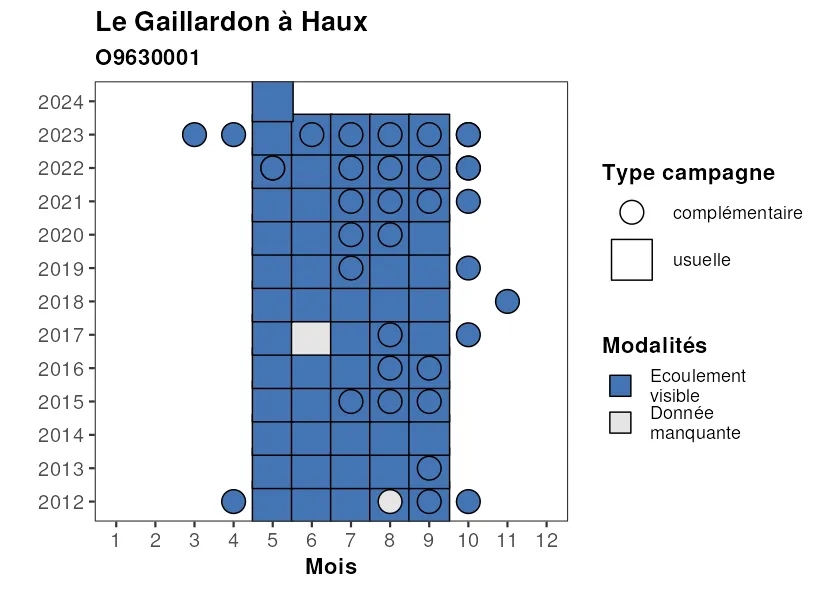 Le Gaillardon à Haux
O9630001
2024
2023
2022
2021
2020
2019
2018
2017
2016
2015
2014
2013
2012
1 2 3 4 5 6 7 8 9 10 11 12
Mois
Type campagne
complémentaire
usuelle
Modalités
Ecoulement
visible
Donnée
manquante